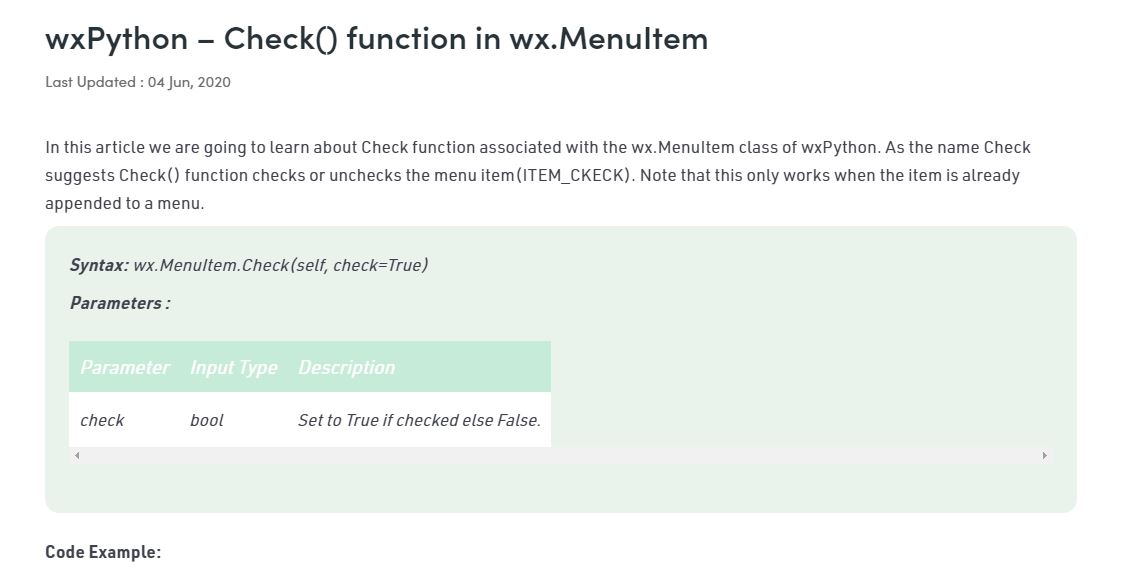 wxPython – Check() function in wx.MenuItem
Last Updated : 04 Jun, 2020
In this article we are going to learn about Check function associated with the wx.MenuItem class of wxPython. As the name Check
suggests Check() function checks or unchecks the menu item(ITEM_CKECK). Note that this only works when the item is already
appended to a menu.
Syntax: wx.MenuItem.Check(self, check=True)
Parameters :
Parameter Input Type Description
check bool Set to True if checked else False.
Code Example: